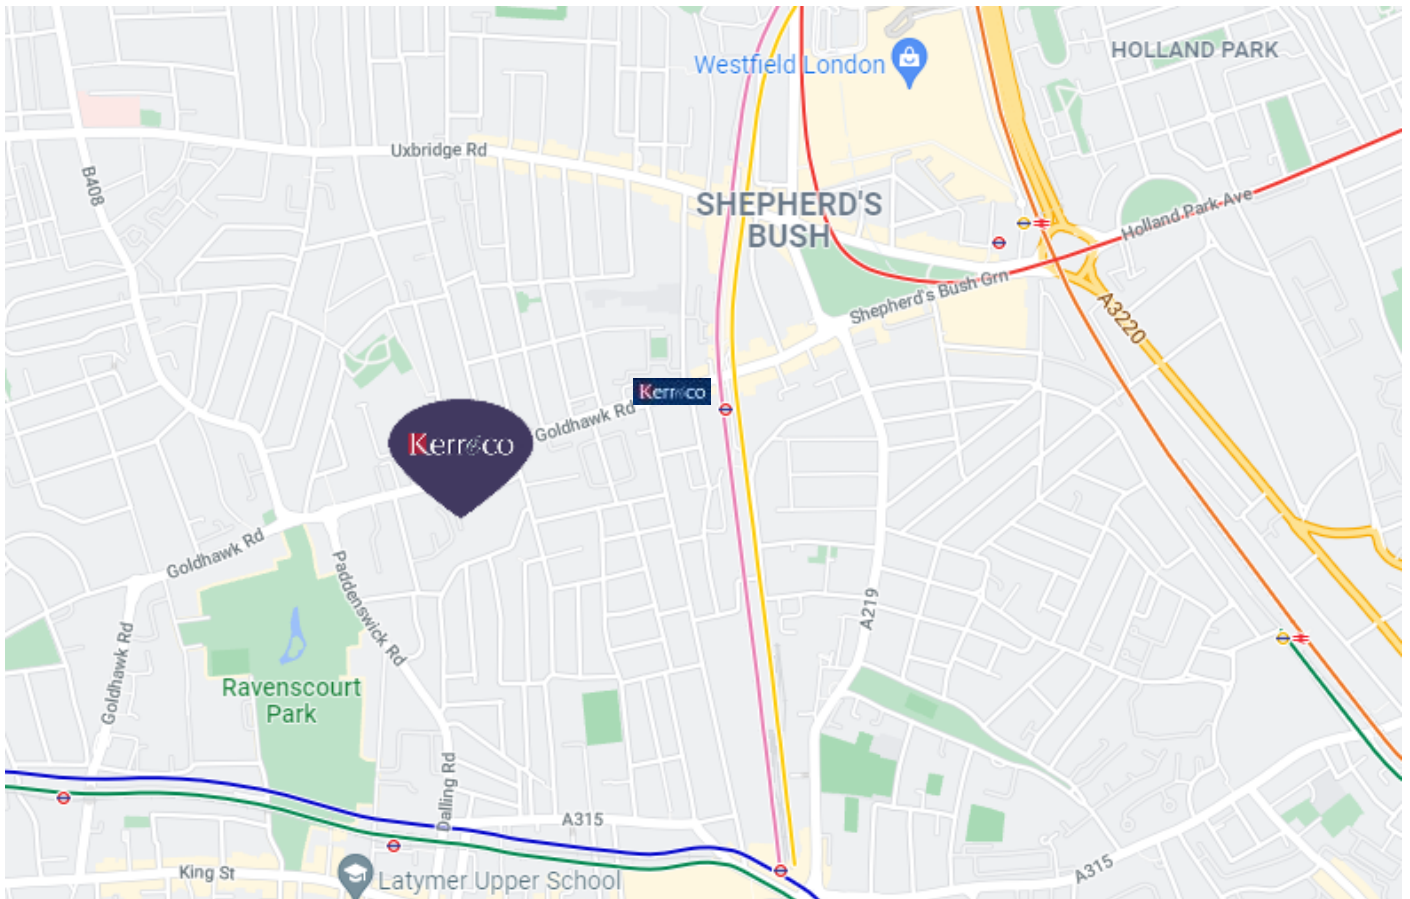 HOLLAND PARK
Westfield London
Uxbridge Rd
B408
SHEPHERD'S
BUSH
Holland Park Ave
Shepherd's Bush Grn
A3220
Kerr&co
Goldhawk Rd
Kerr&co
Goldhawk Rd
Paddenswick Rd
A219
Goldhawk Rd
Ravenscourt
Park
Dalling Rd
A315
King St
Latymer Upper School
A315